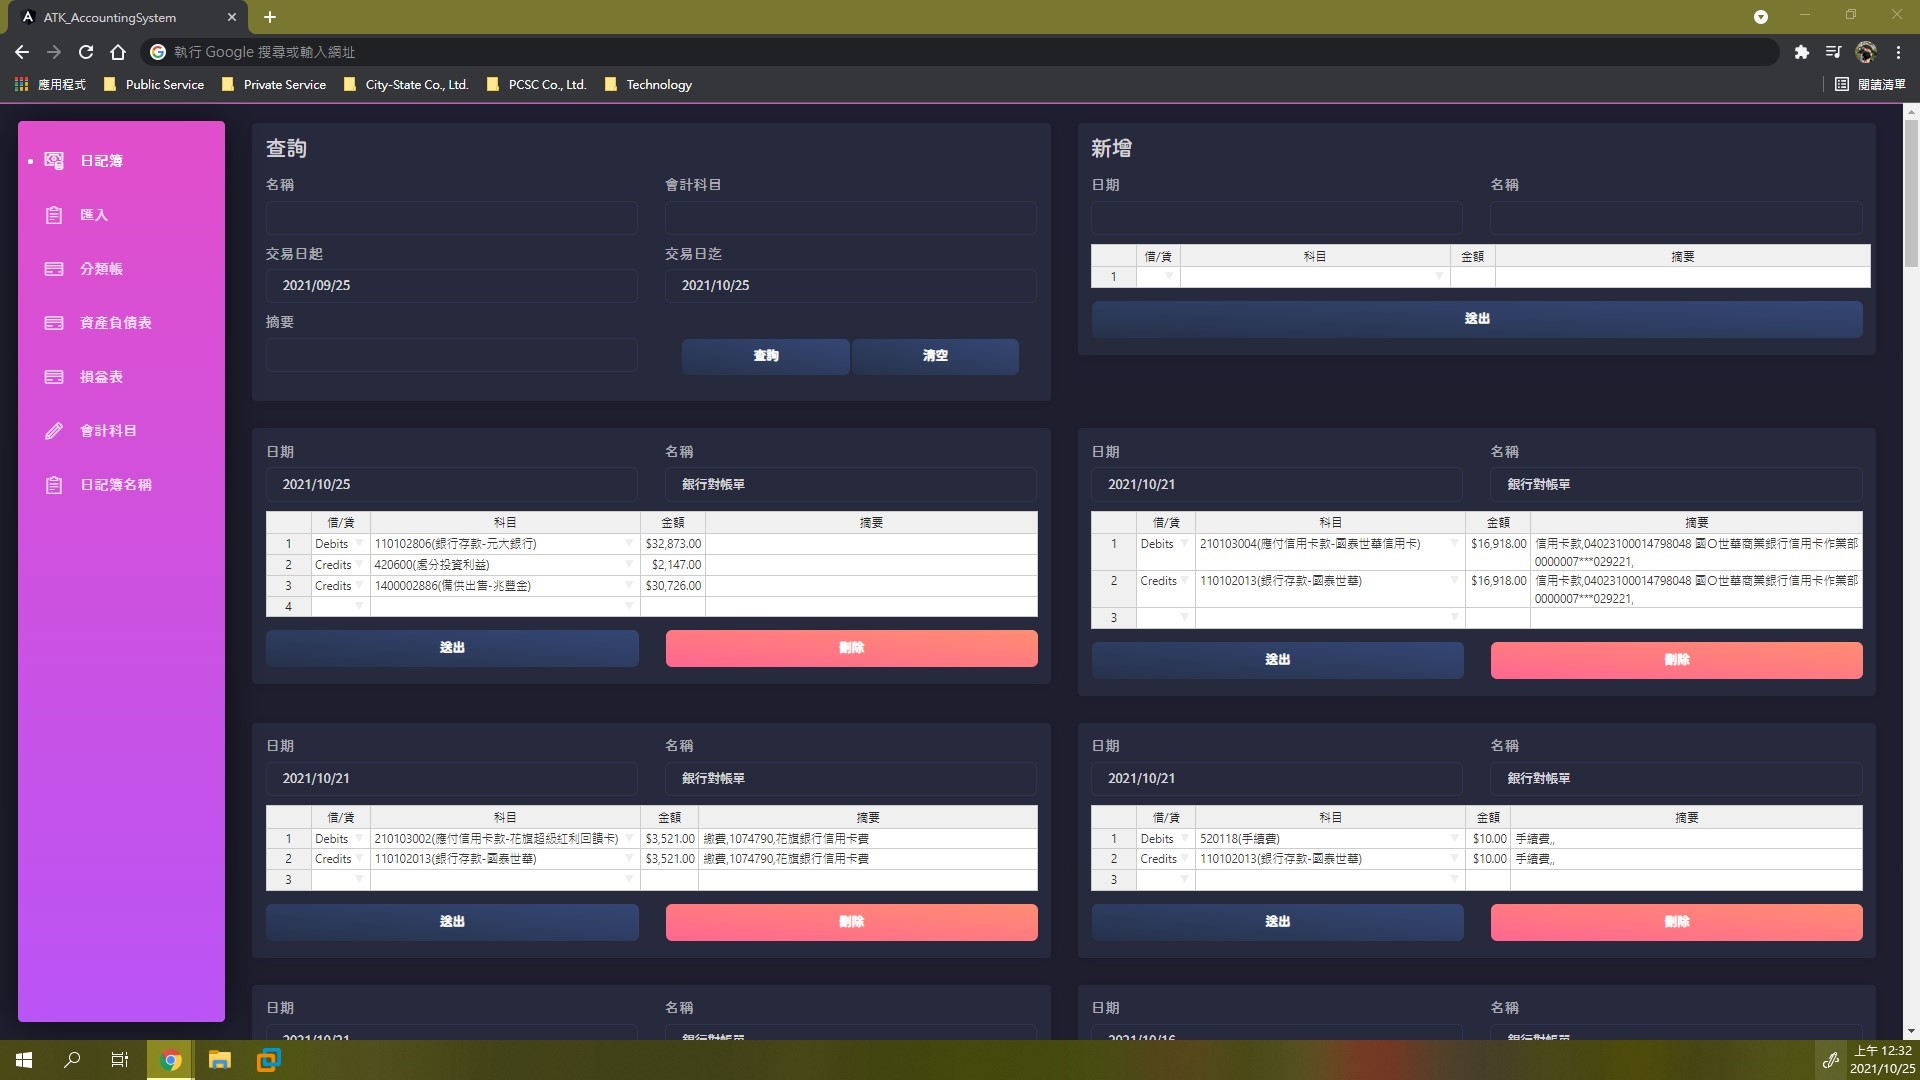 ATK_AccountingSystem
執行 Google 搜尋或輸入網址
應用程式 Public Service Private Service City-State Co., Ltd. PCSC Co., Ltd. Technology 閱讀清單
日記簿
匯入
分類帳
資產負債表
損益表
會計科目
日記簿名稱
查詢
名稱 會計科目
交易日起 交易日迄
2021/09/25 2021/10/25
摘要
查詢 清空
新增
日期 名稱
借/貸 科目 金額 摘要
1
送出
日期 名稱
2021/10/25 銀行對帳單
借/貸 科目 金額 摘要
1 Debits 110102806(銀行存款-元大銀行) $32,873.00
2 Credits 420600(處分投資利益) $2,147.00
3 Credits 1400002886(備供出售-兆豐金) $30,726.00
4
送出 刪除
日期 名稱
2021/10/21 銀行對帳單
借/貸 科目 金額 摘要
1 Debits 210103004(應付信用卡款-國泰世華信用卡) $16,918.00 信用卡款,04023100014798048 國○世華商業銀行信用卡作業部
0000007***029221,
2 Credits 110102013(銀行存款-國泰世華) $16,918.00 信用卡款,04023100014798048 國○世華商業銀行信用卡作業部
0000007***029221,
3
送出 刪除
日期 名稱
2021/10/21 銀行對帳單
借/貸 科目 金額 摘要
1 Debits 210103002(應付信用卡款-花旗超級紅利回饋卡) $3,521.00 繳費,1074790,花旗銀行信用卡費
2 Credits 110102013(銀行存款-國泰世華) $3,521.00 繳費,1074790,花旗銀行信用卡費
3
送出 刪除
日期 名稱
2021/10/21 銀行對帳單
借/貸 科目 金額 摘要
1 Debits 520118(手續費) $10.00 手續費,,
2 Credits 110102013(銀行存款-國泰世華) $10.00 手續費,,
3
送出 刪除
日期 名稱
2021/10/21 銀行對帳單
日期 名稱
2021/10/16 銀行對帳單
上午 12:32
2021/10/25